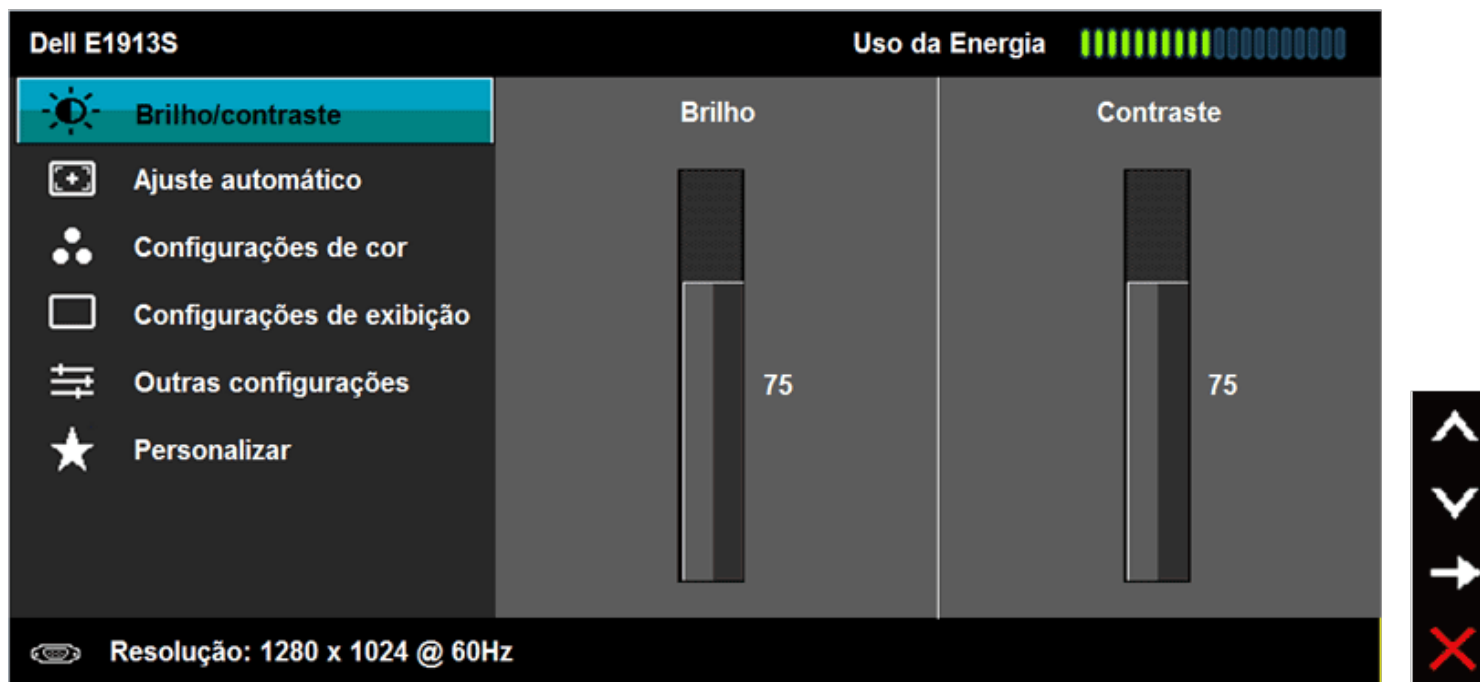 Dell E1913S
Uso da Energia
Brilho/contraste
Ajuste automático
Configurações de cor
Configurações de exibição
Outras configurações
Personalizar
Brilho
75
Contraste
75
Resolução: 1280 x 1024 @ 60Hz